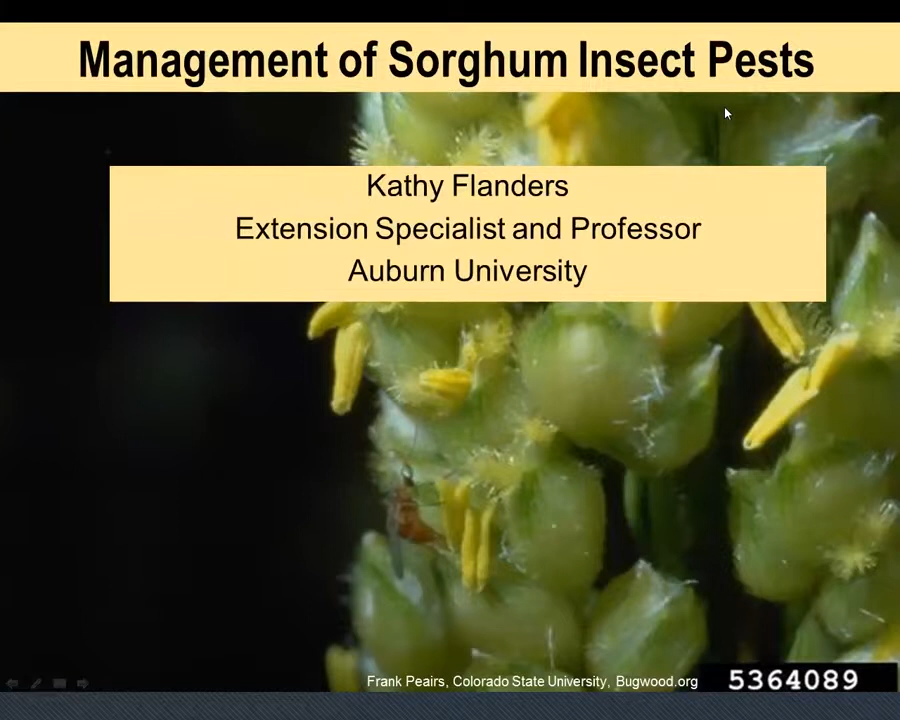 Management of Sorghum Insect Pests
Kathy Flanders
Extension Specialist and Professor
Auburn University
Frank Peairs, Colorado State University, Bugwood.org
5364089